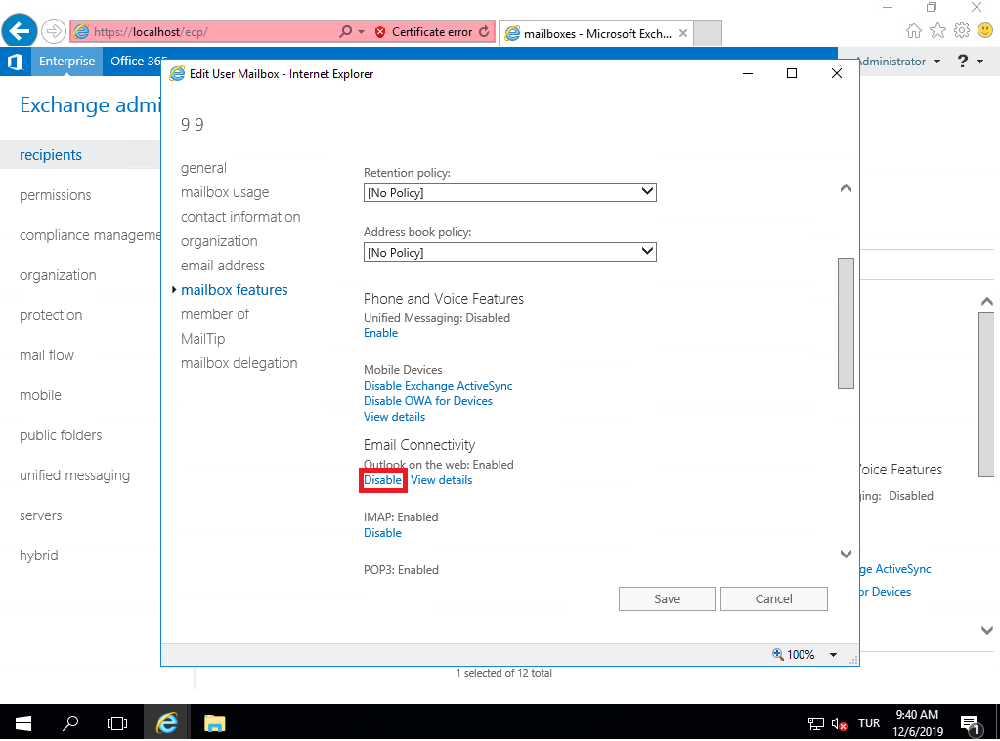 https://localhost/ecp/
Certificate error
mailboxes - Microsoft Exch...
Enterprise
Office 365
Administrator
?
Exchange admi
Edit User Mailbox - Internet Explorer
9 9
recipients
permissions
compliance manageme
organization
protection
mail flow
mobile
public folders
unified messaging
servers
hybrid
general
mailbox usage
contact information
organization
email address
mailbox features
member of
MailTip
mailbox delegation
Retention policy:
[No Policy]
Address book policy:
[No Policy]
Phone and Voice Features
Unified Messaging: Disabled
Enable
Mobile Devices
Disable Exchange ActiveSync
Disable OWA for Devices
View details
Email Connectivity
Outlook on the web: Enabled
Disable View details
IMAP: Enabled
Disable
POP3: Enabled
Save
Cancel
100%
Voice Features
ging: Disabled
ge ActiveSync
or Devices
1 selected of 12 total
TUR
9:40 AM
12/6/2019
1